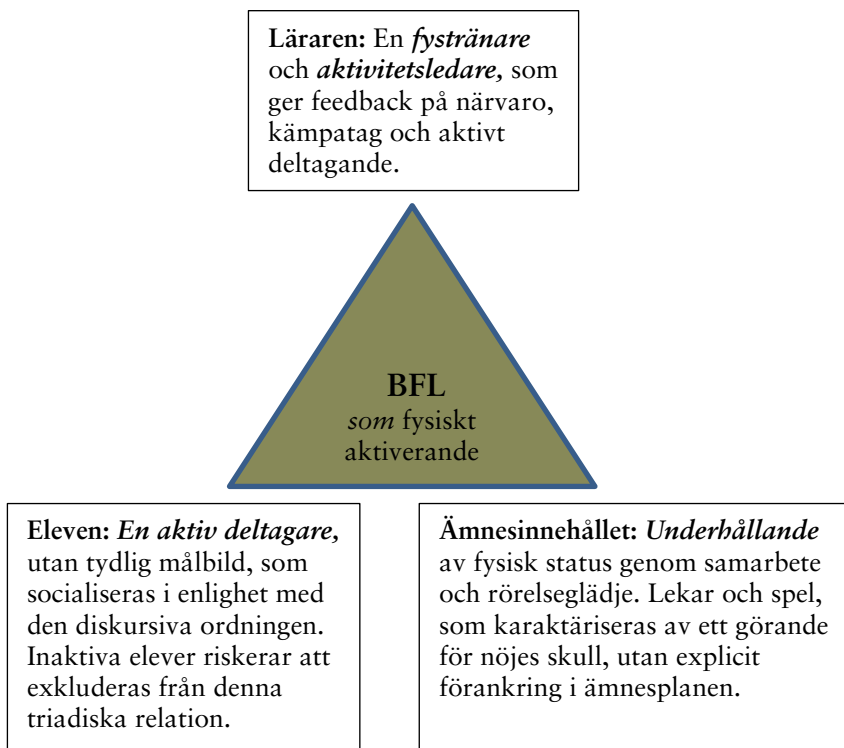 Läraren: En fystränare
och aktivitetsledare, som
ger feedback på närvaro,
kämpatag och aktivt
deltagande.
BFL
som fysiskt
aktiverande
Eleven: En aktiv deltagare,
utan tydlig målbild, som
socialiseras i enlighet med
den diskursiva ordningen.
Inaktiva elever riskerar att
exkluderas från denna
triadiska relation.
Ämnesinnehållet: Underhållande
av fysisk status genom samarbete
och rörelseglädje. Lekar och spel,
som karaktäriseras av ett görande
för nöjes skull, utan explicit
förankring i ämnesplanen.